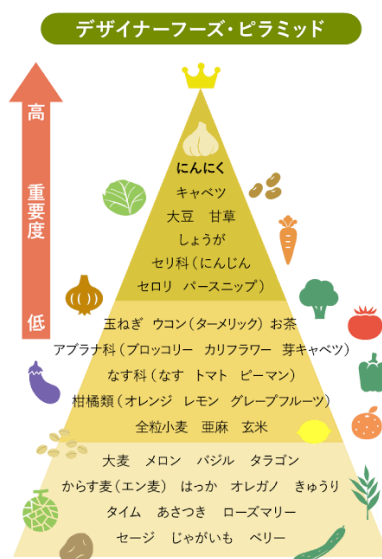 デザイナーフーズ・ピラミッド
高
重要度
低
にんにく
キャベツ
大豆 甘草
しょうが
セリ科(にんじん
セロリ パースニップ)
玉ねぎ ウコン(ターメリック) お茶
アブラナ科(ブロッコリー カリフラワー 芽キャベツ)
なす科(なす トマト ピーマン)
柑橘類(オレンジ レモン グレープフルーツ)
全粒小麦 亜麻 玄米
大麦 メロン バジル タラゴン
からす麦(エン麦) はっか オレガノ きゅうり
タイム あさつき ローズマリー
セージ じゃがいも ベリー